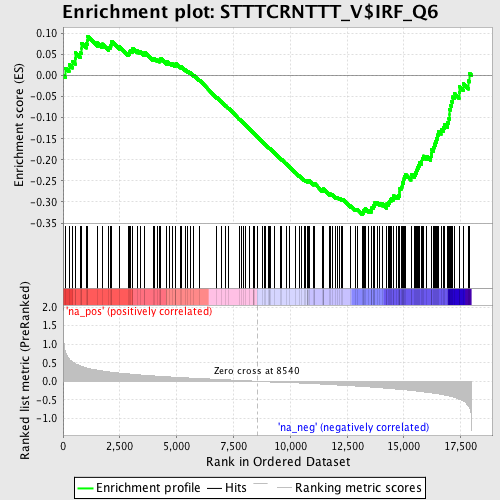 Enrichment plot: STTTCRNTTT_V$IRF_Q6
Enrichment score (ES)
0.10
0.05
0.00
-0.05
-0.10
-0.15
-0.20
-0.25
-0.30
-0.35
Ranked list metric (PreRanked)
'na_pos' (positively correlated)
2.0
1.5
1.0
0.5
0.0
-0.5
-1.0
Zero cross at 8540
'na_neg' (negatively correlated)
0
2,500
5,000
7,500
10,000
12,500
15,000
17,500
Rank in Ordered Dataset
Enrichment profile
Hits
Ranking metric scores